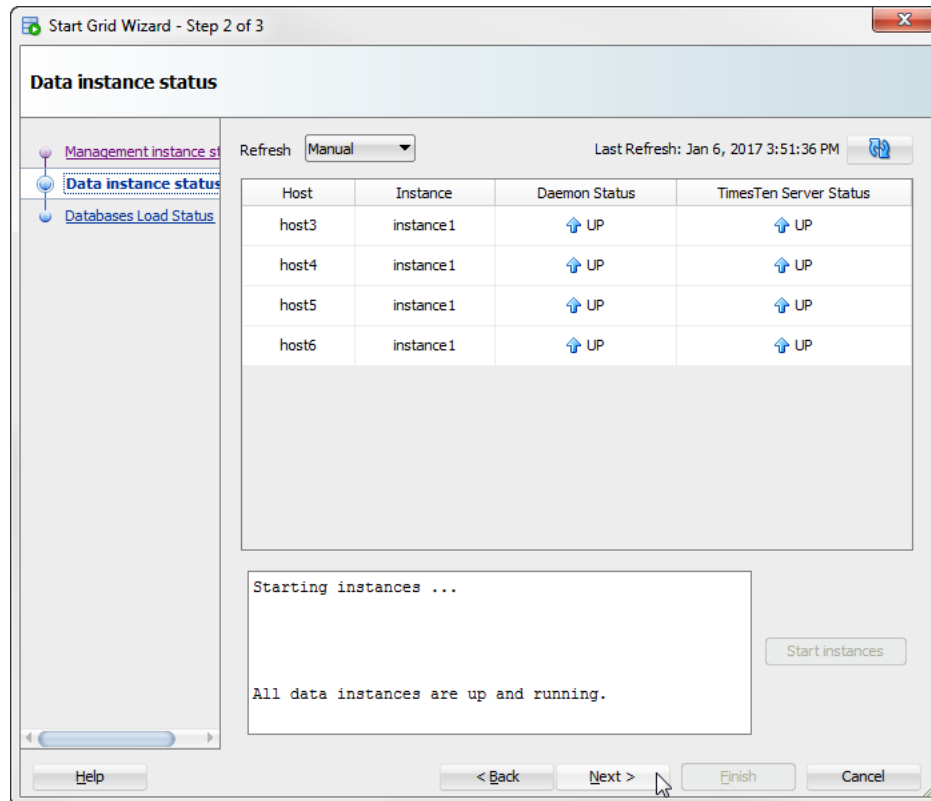 Start Grid Wizard - Step 2 of 3
Data instance status
Management instance st
Data instance status
Databases Load Status
Refresh Manual Last Refresh: Jan 6, 2017 3:51:36 PM
Host Instance Daemon Status TimesTen Server Status
host3 instance1 UP UP
host4 instance1 UP UP
host5 instance1 UP UP
host6 instance1 UP UP
Starting instances ...
All data instances are up and running.
Start instances
Help < Back Next > Finish Cancel